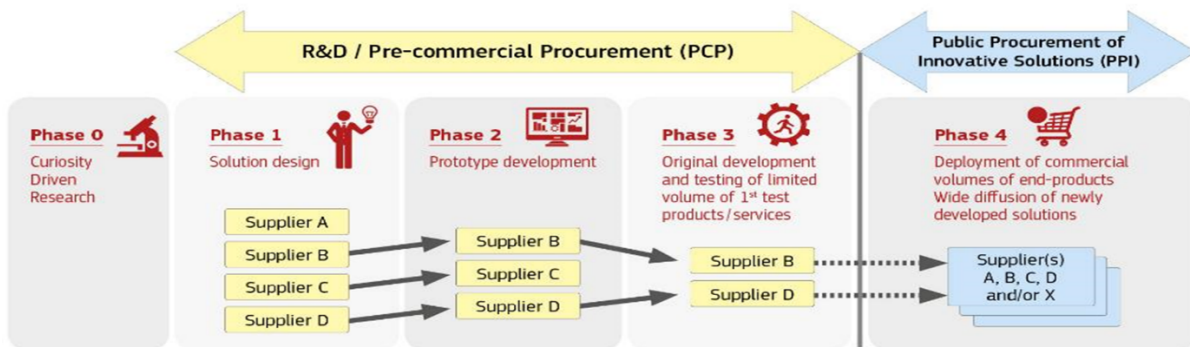 R&D / Pre-commercial Procurement (PCP)
Public Procurement of
Innovative Solutions (PPI)
Phase 0
Curiosity
Driven
Research
Phase 1
Solution design
Supplier A
Supplier B
Supplier C
Supplier D
Phase 2
Prototype development
Supplier B
Supplier C
Supplier D
Phase 3
Original development
and testing of limited
volume of 1st test
products/services
Supplier B
Supplier D
Phase 4
Deployment of commercial
volumes of end-products
Wide diffusion of newly
developed solutions
Supplier(s)
A, B, C, D
and/or X